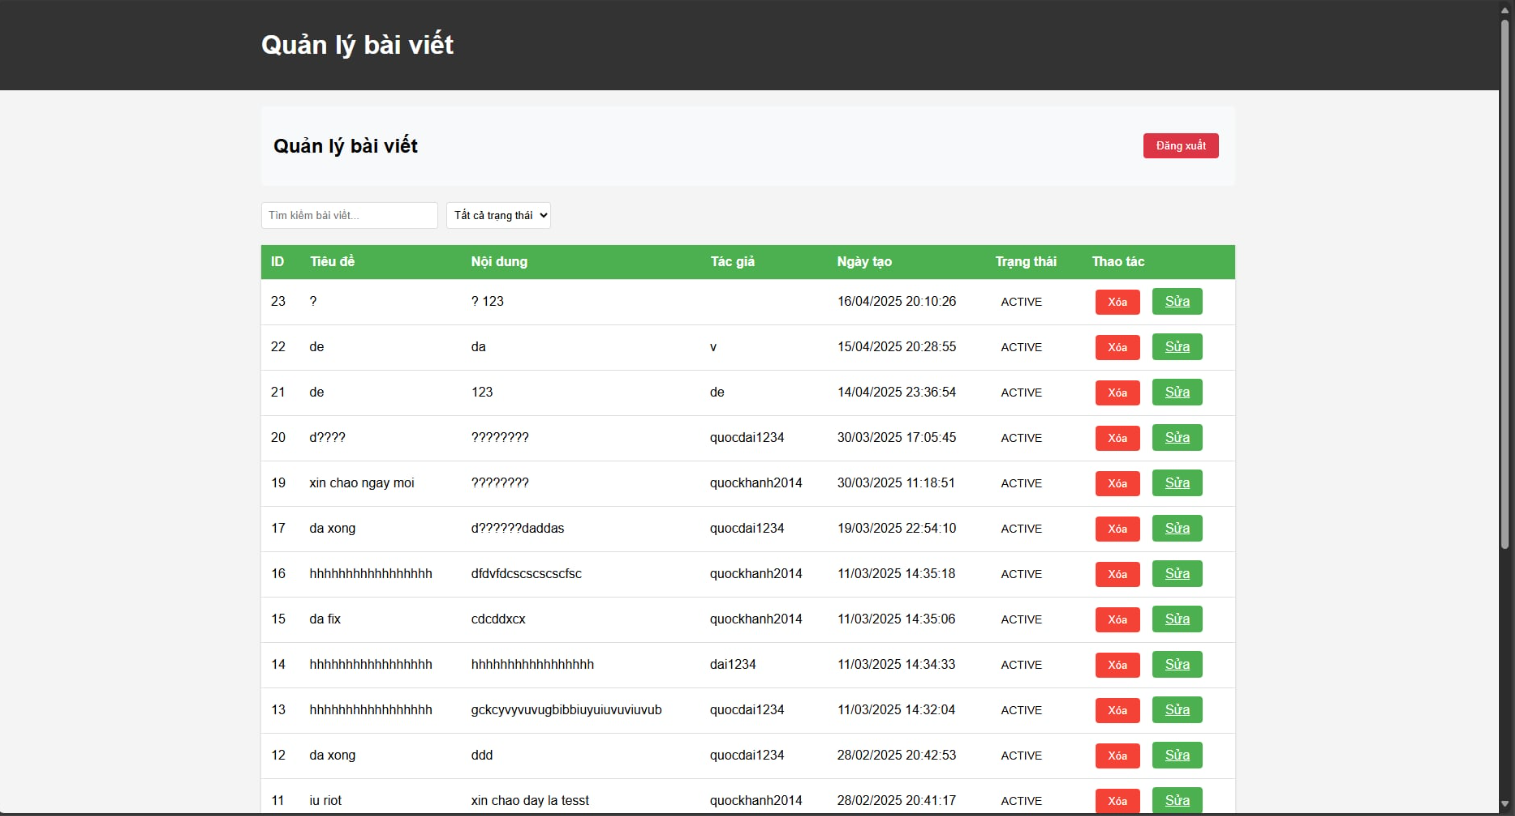 Quản lý bài viết
Quản lý bài viết
Đăng xuất
Tìm kiếm bài viết...
Tất cả trạng thái
ID Tiêu đề Nội dung Tác giả Ngày tạo Trạng thái Thao tác
23 ? ? 123 16/04/2025 20:10:26 ACTIVE Xóa Sửa
22 de da v 15/04/2025 20:28:55 ACTIVE Xóa Sửa
21 de 123 de 14/04/2025 23:36:54 ACTIVE Xóa Sửa
20 d???? ???????? quocdai1234 30/03/2025 17:05:45 ACTIVE Xóa Sửa
19 xin chao ngay moi ???????? quockhanh2014 30/03/2025 11:18:51 ACTIVE Xóa Sửa
17 da xong d??????daddas quocdai1234 19/03/2025 22:54:10 ACTIVE Xóa Sửa
16 hhhhhhhhhhhhhhhhh dfdvfdcscscscscfsc quockhanh2014 11/03/2025 14:35:18 ACTIVE Xóa Sửa
15 da fix cdcddxcx quockhanh2014 11/03/2025 14:35:06 ACTIVE Xóa Sửa
14 hhhhhhhhhhhhhhhhh hhhhhhhhhhhhhhhhh dai1234 11/03/2025 14:34:33 ACTIVE Xóa Sửa
13 hhhhhhhhhhhhhhhhh gckcyvyvuvugbibbiuyuiuvuviuvub quocdai1234 11/03/2025 14:32:04 ACTIVE Xóa Sửa
12 da xong ddd quocdai1234 28/02/2025 20:42:53 ACTIVE Xóa Sửa
11 iu riot xin chao day la tesst quockhanh2014 28/02/2025 20:41:17 ACTIVE Xóa Sửa